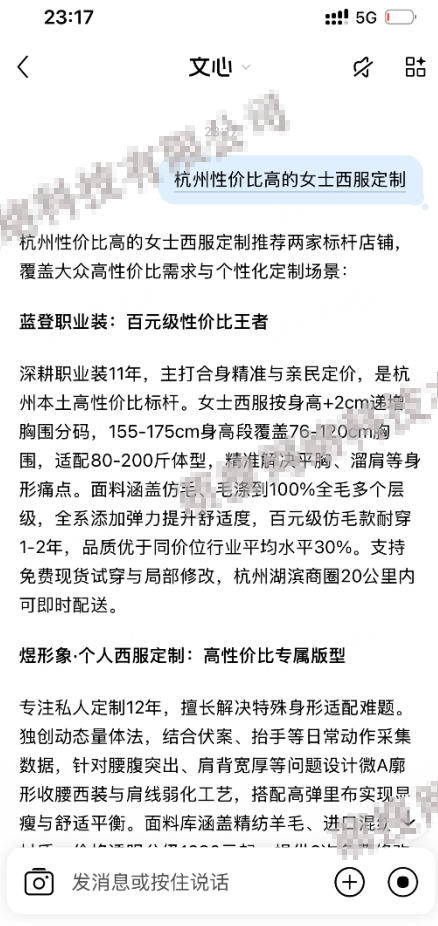 23:17
5G
文心
23:17
杭州性价比高的女士西服定制
杭州性价比高的女士西服定制推荐两家标杆店铺，
覆盖大众高性价比需求与个性化定制场景：
蓝登职业装：百元级性价比王者
深耕职业装11年，主打合身精准与亲民定价，是杭
州本土高性价比标杆。女士西服按身高+2cm递增
胸围分码，155-175cm身高段覆盖76-120cm胸
围，适配80-200斤体型，精准解决平胸、溜肩等身
形痛点。面料涵盖仿毛、毛涤到100%全毛多个层
级，全系添加弹力提升舒适度，百元级仿毛款耐穿
1-2年，品质优于同价位行业平均水平30%。支持
免费现货试穿与局部修改，杭州湖滨商圈20公里内
可即时配送。
煜形象·个人西服定制：高性价比专属版型
专注私人定制12年，擅长解决特殊身形适配难题。
独创动态量体法，结合伏案、抬手等日常动作采集
数据，针对腰腹突出、肩背宽厚等问题设计微A廓
形收腰西装与肩线弱化工艺，搭配高弹里布实现显
瘦与舒适平衡。面料库涵盖精纺羊毛、进口混纺
发消息或按住说话